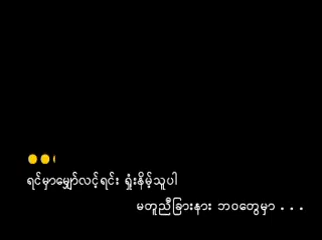 ရင်မှာမျှော်လင့်ရင်း ရှုံးနိမ့်သူပါ
မတူညီခြားနား ဘဝတွေမှာ . . .